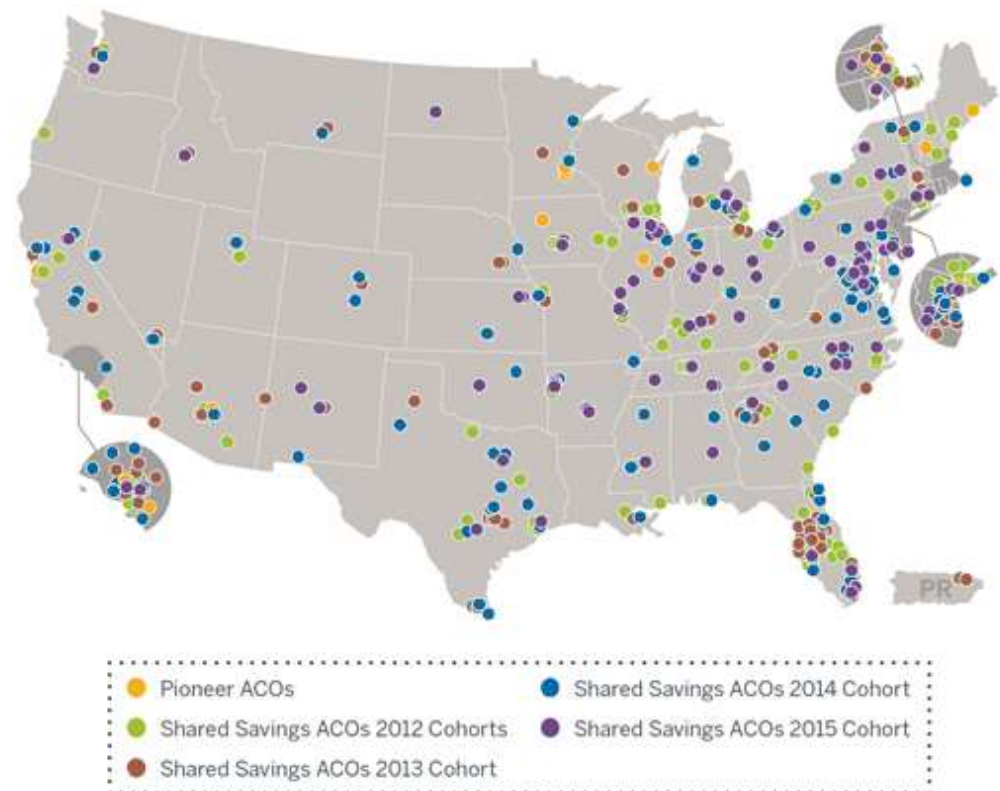 PR
Pioneer ACOs
Shared Savings ACOs 2012 Cohorts
Shared Savings ACOs 2013 Cohort
Shared Savings ACOs 2014 Cohort
Shared Savings ACOs 2015 Cohort